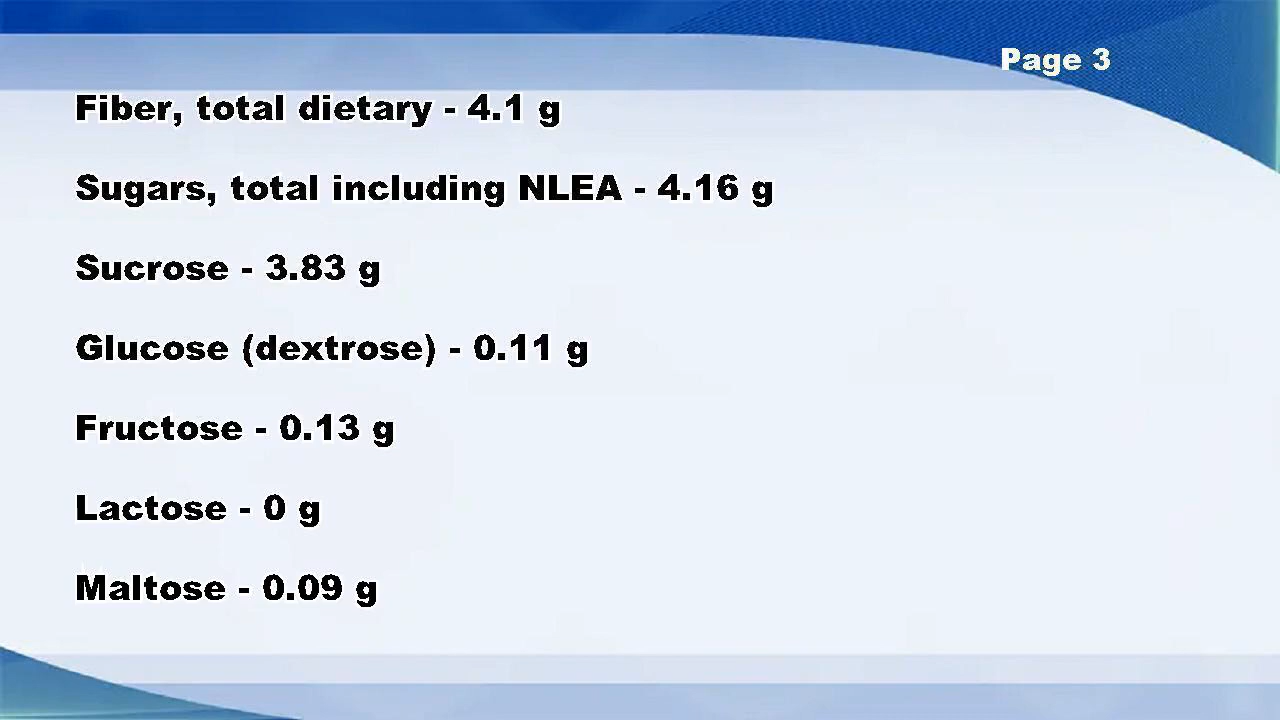 Page 3
Fiber, total dietary - 4.1 g
Sugars, total including NLEA - 4.16 g
Sucrose - 3.83 g
Glucose (dextrose) - 0.11 g
Fructose - 0.13 g
Lactose - 0 g
Maltose - 0.09 g